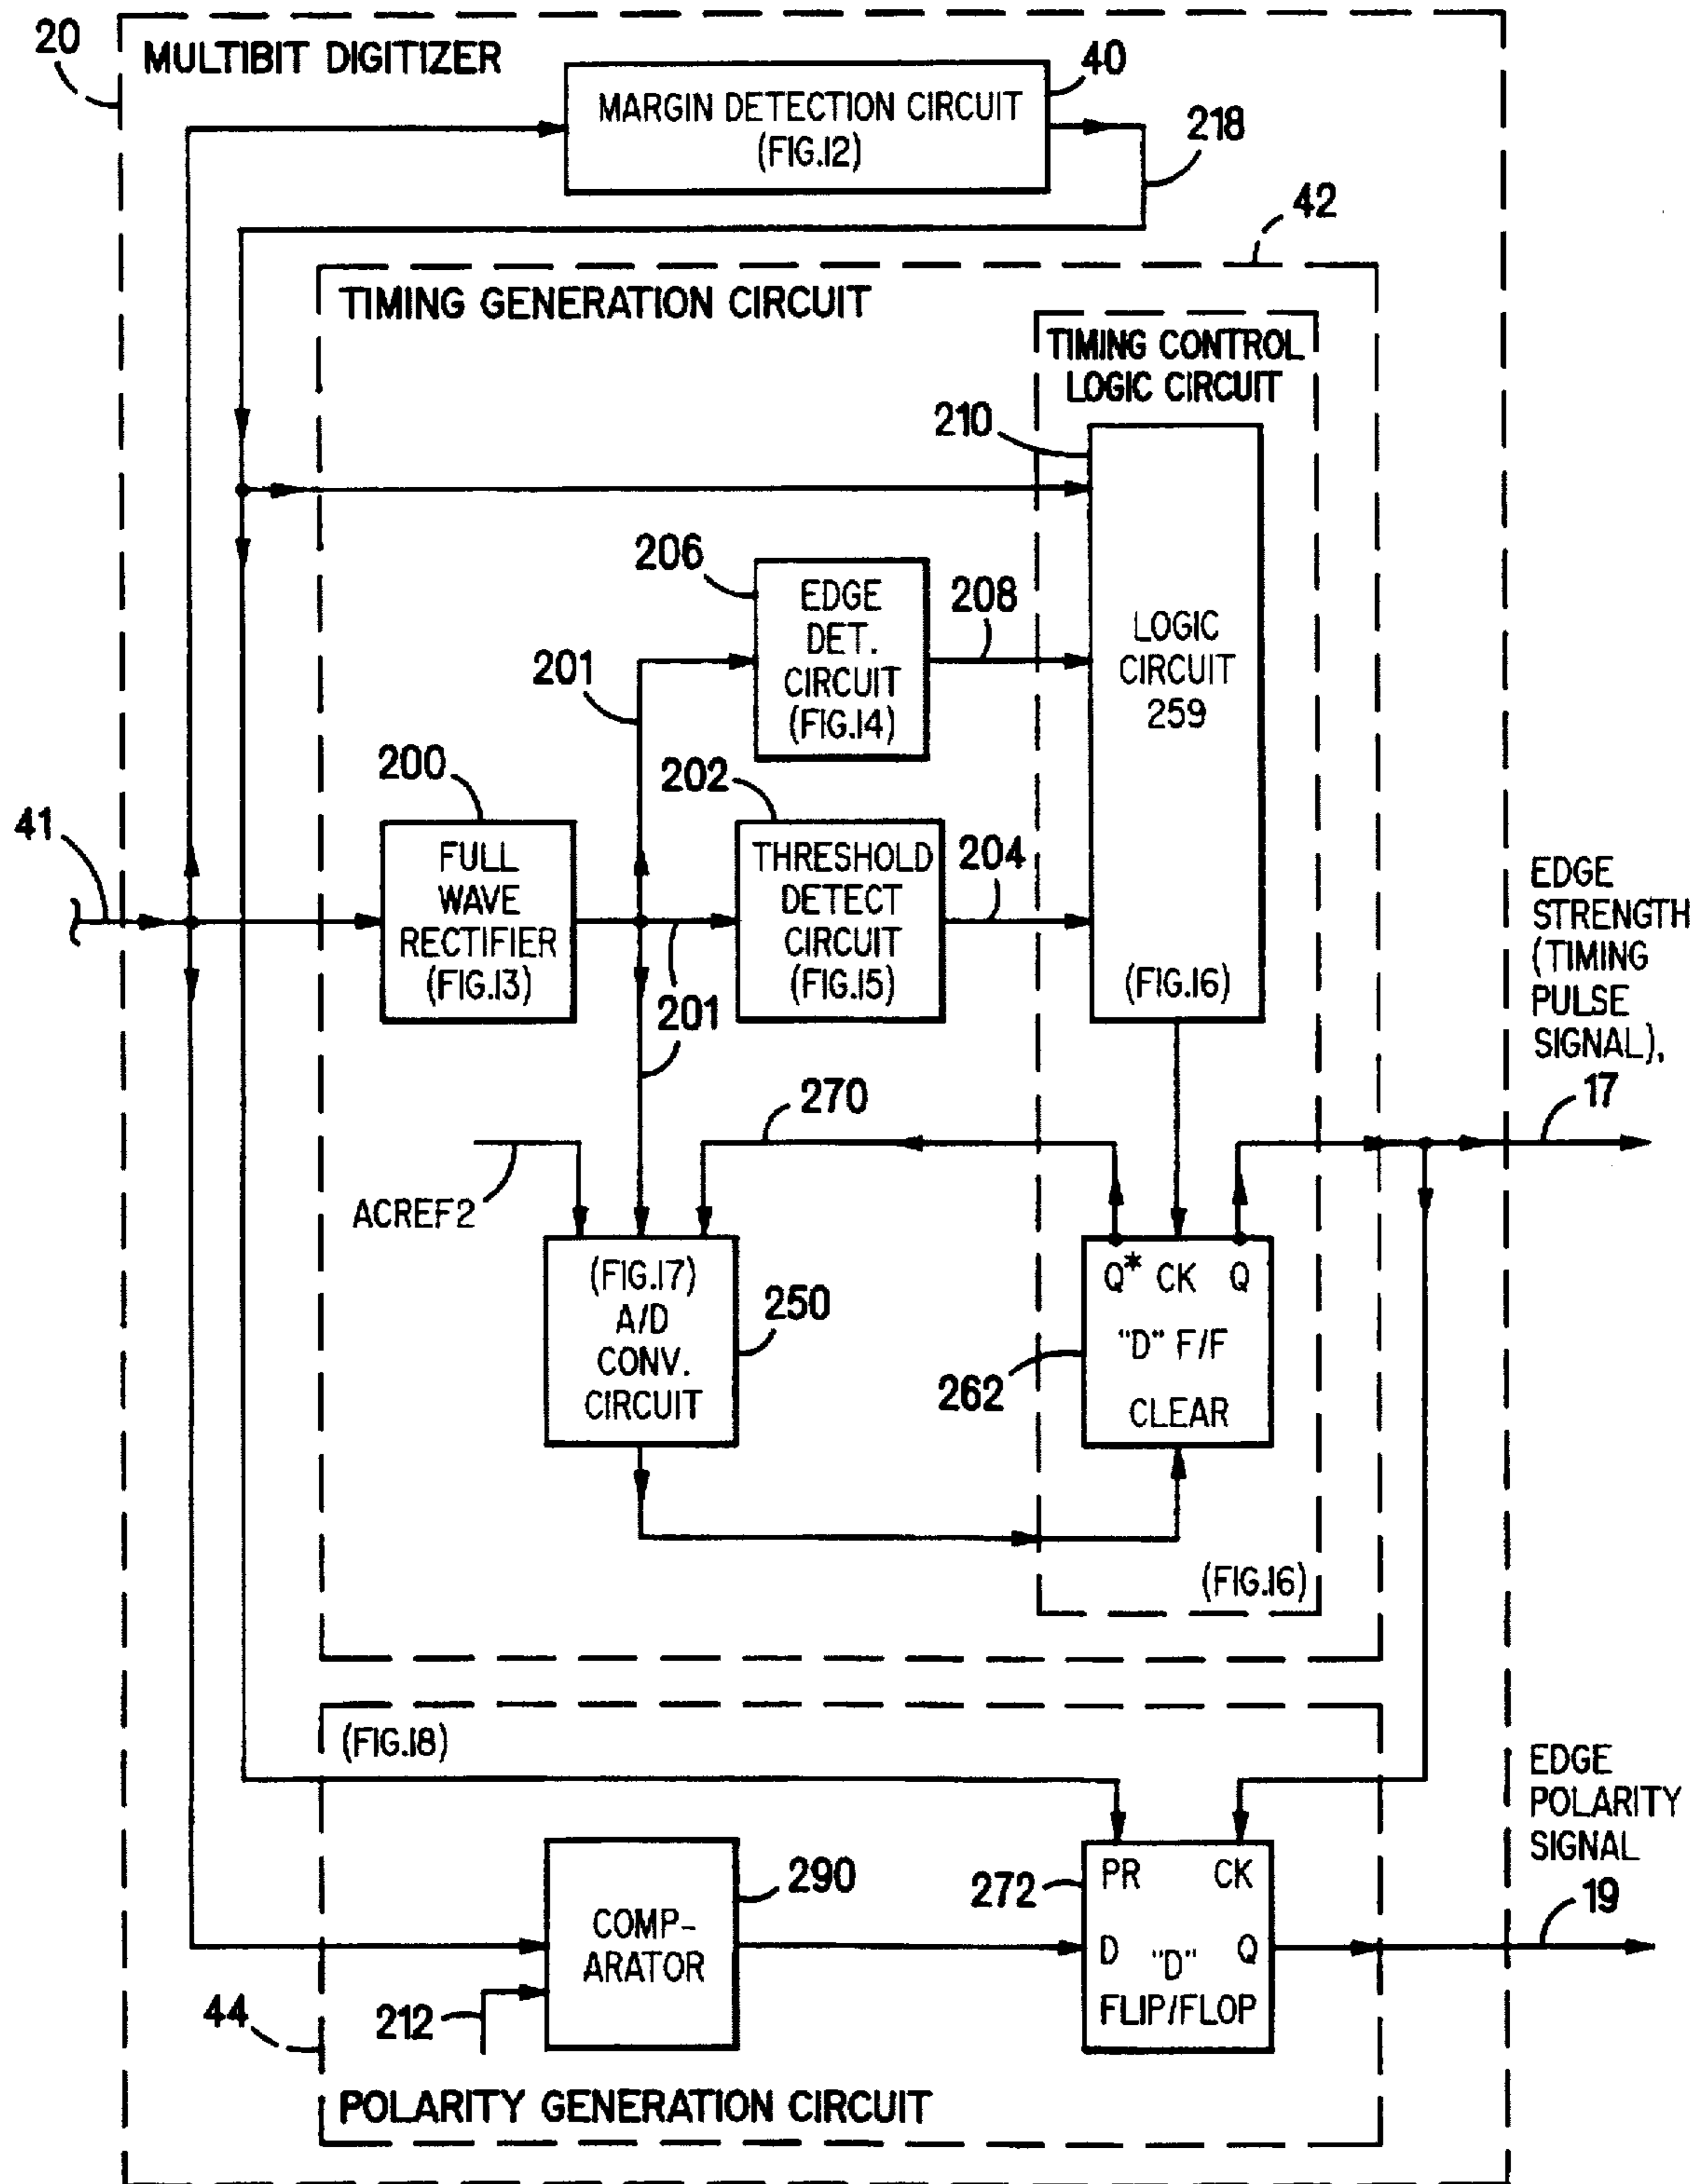 20
MULTIBIT DIGITIZER
40
MARGIN DETECTION CIRCUIT
(FIG.12)
218
42
TIMING GENERATION CIRCUIT
TIMING CONTROL
LOGIC CIRCUIT
210
206
EDGE
DET.
CIRCUIT
(FIG.14)
208
LOGIC
CIRCUIT
259
(FIG.16)
201
200
FULL
WAVE
RECTIFIER
(FIG.13)
202
THRESHOLD
DETECT
CIRCUIT
(FIG.15)
204
41
201
EDGE
STRENGTH
(TIMING
PULSE
SIGNAL),
17
270
ACREF2
(FIG.17)
A/D
CONV.
CIRCUIT
250
Q* CK Q
"D" F/F
CLEAR
262
(FIG.16)
(FIG.18)
EDGE
POLARITY
SIGNAL
19
290
COMP-
ARATOR
272
PR CK
D "D" Q
FLIP/FLOP
212
44
POLARITY GENERATION CIRCUIT